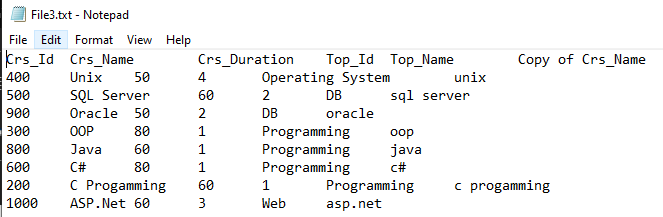 File3.txt - Notepad
File Edit Format View Help
Crs_Id Crs_Name Crs_Duration Top_Id Top_Name Copy of Crs_Name
400 Unix 50 4 Operating System unix
500 SQL Server 60 2 DB sql server
900 Oracle 50 2 DB oracle
300 OOP 80 1 Programming oop
800 Java 60 1 Programming java
600 C# 80 1 Programming c#
200 C Progamming 60 1 Programming c progamming
1000 ASP.Net 60 3 Web asp.net